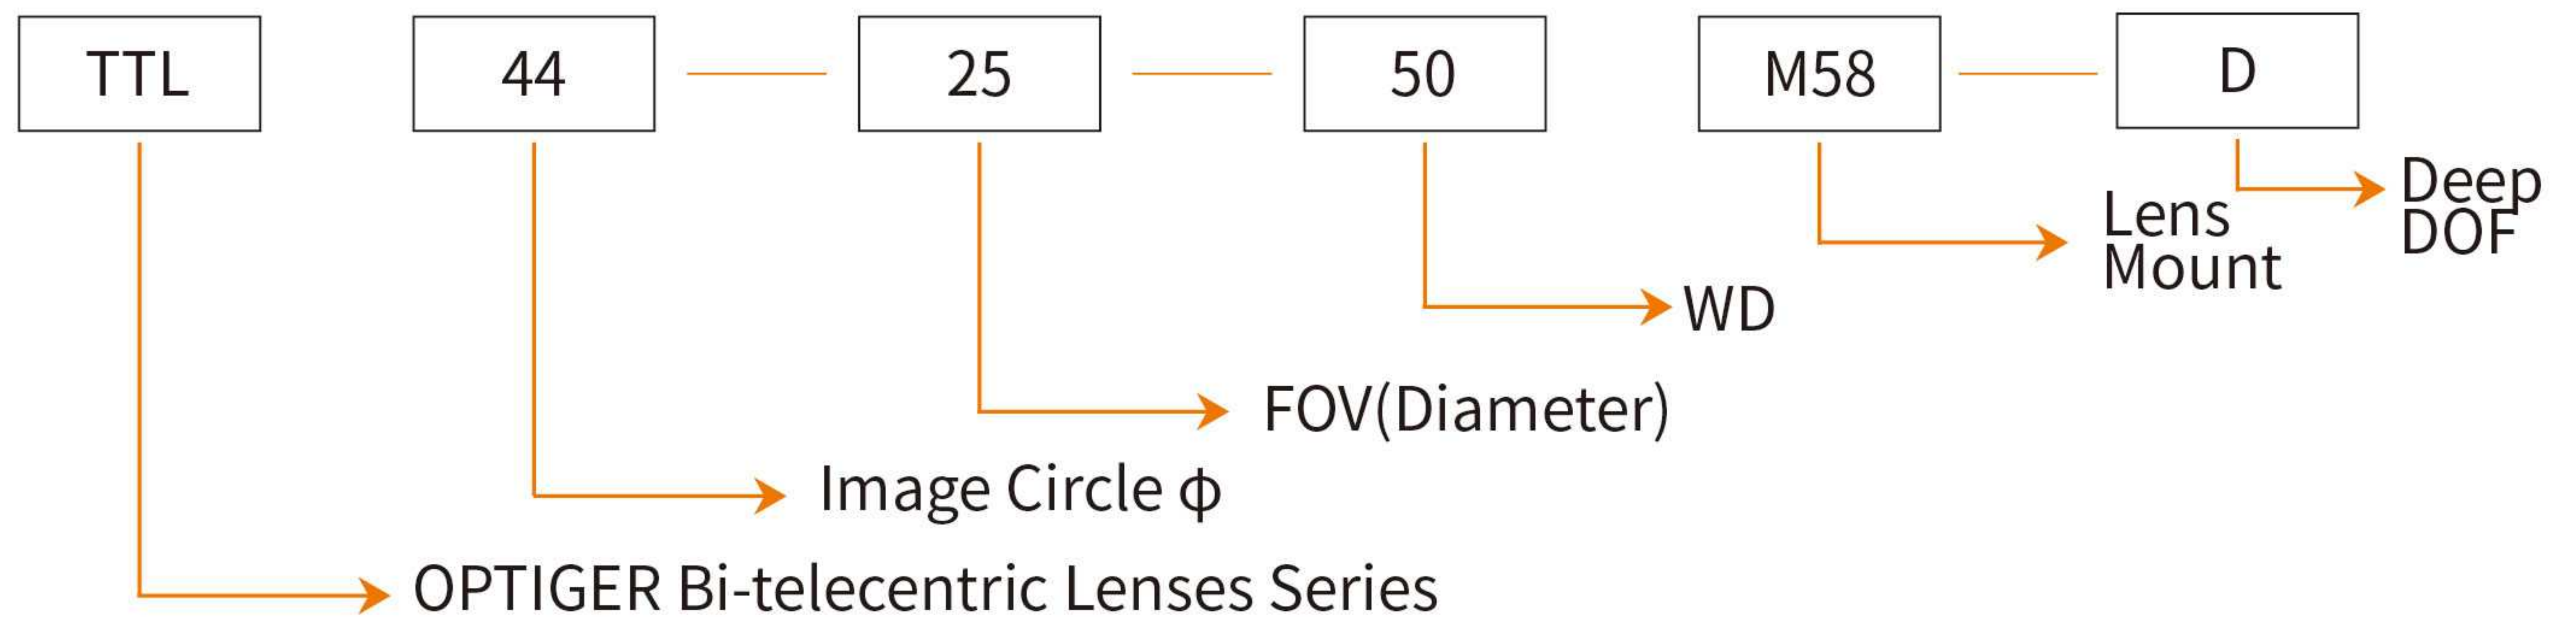 TTL 44 25 50 M58 D
Deep
DOF
Lens
Mount
WD
FOV(Diameter)
Image Circle ϕ
OPTIGER Bi-telecentric Lenses Series